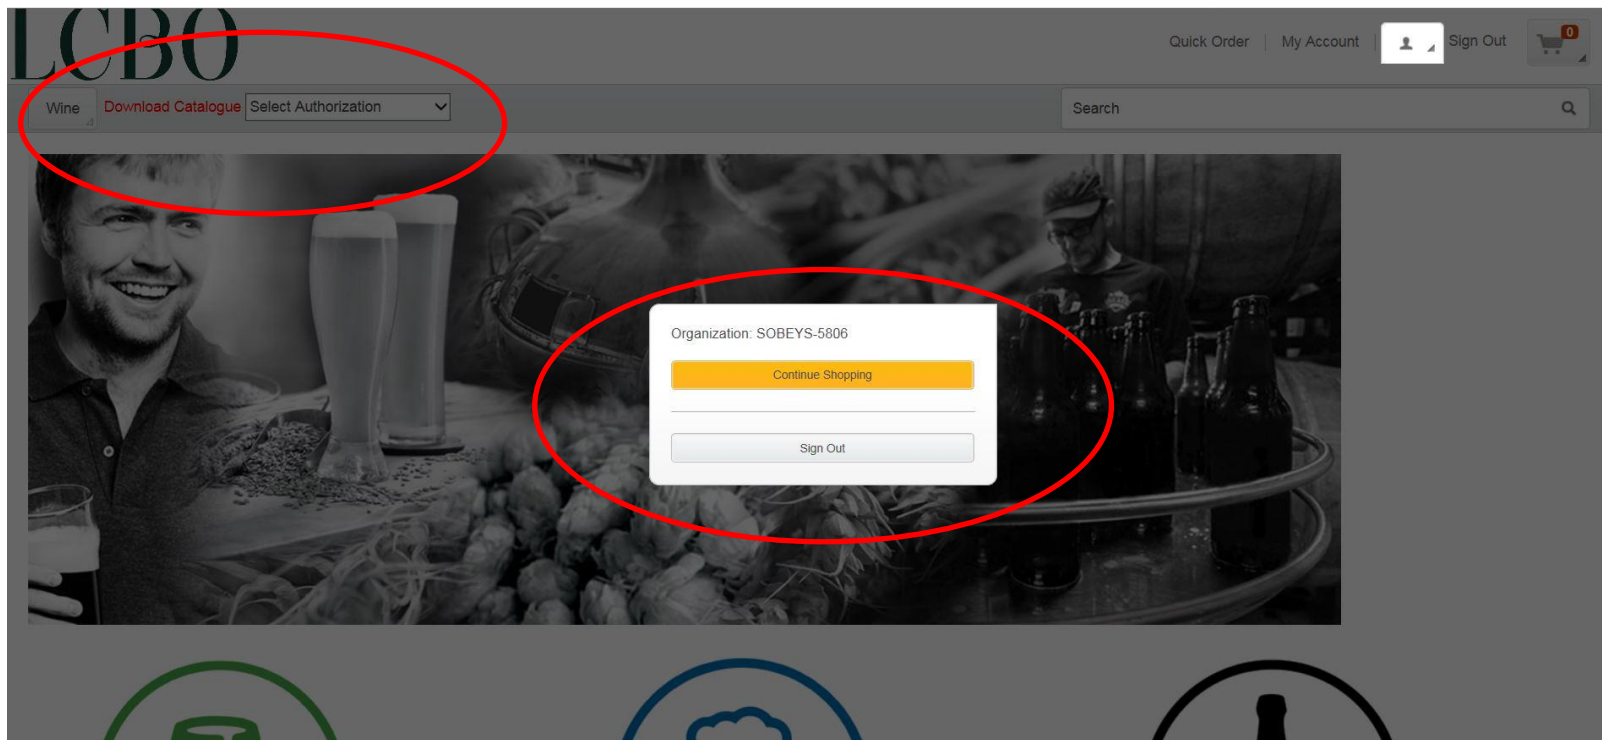 LCBO
Quick Order My Account Sign Out 0
Wine Download Catalogue Select Authorization Search
Organization: SOBEYS-5806
Continue Shopping
Sign Out